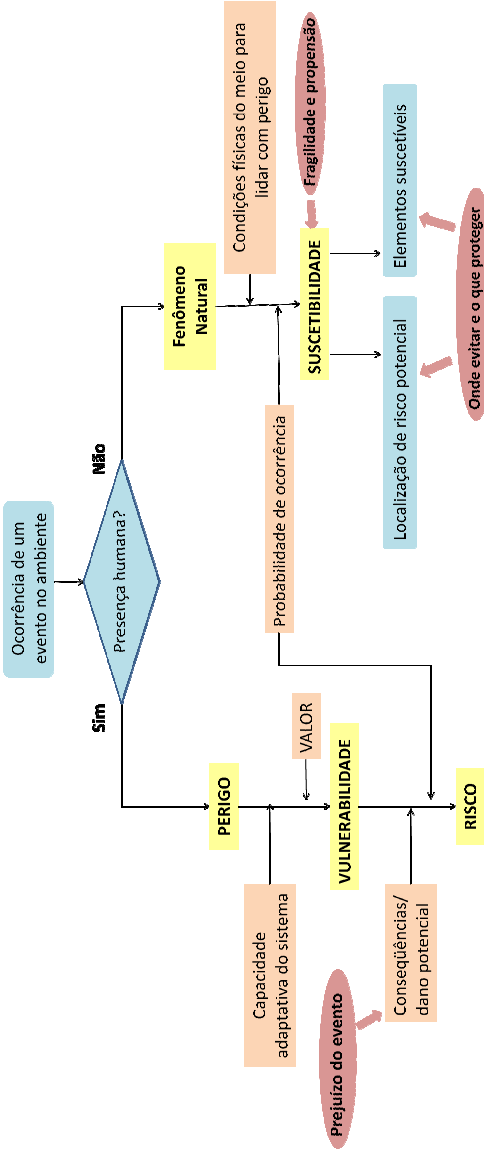 Ocorrência de um
evento no ambiente
Presença humana?
Sim
Não
PERIGO
Fenômeno
Natural
Capacidade
adaptativa do sistema
VALOR
Condições físicas do meio para
lidar com perigo
VULNERABILIDADE
Probabilidade de ocorrência
SUSCETIBILIDADE
Fragilidade e propensão
Prejuízo do evento
Conseqüências/
dano potencial
Localização de risco potencial
Elementos suscetíveis
RISCO
Onde evitar e o que proteger